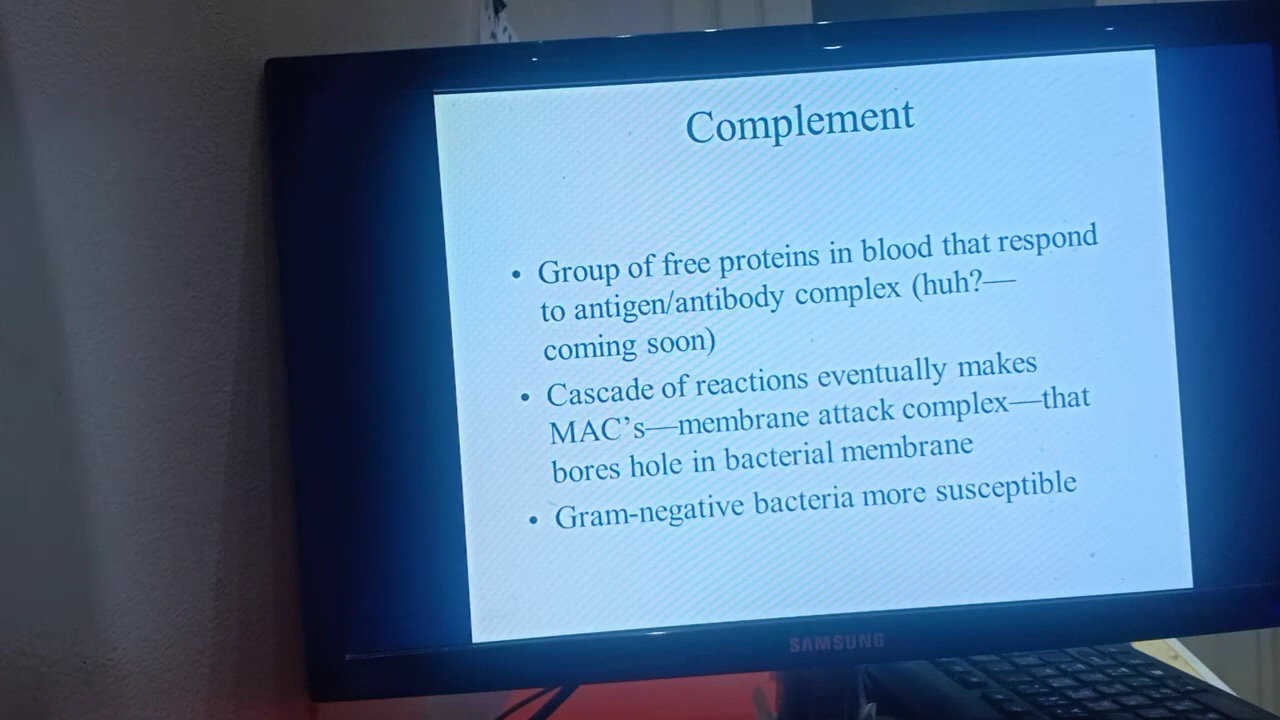 Complement
• Group of free proteins in blood that respond
to antigen/antibody complex (huh?—
coming soon)
• Cascade of reactions eventually makes
MAC’s—membrane attack complex—that
bores hole in bacterial membrane
• Gram-negative bacteria more susceptible
SAMSUNG